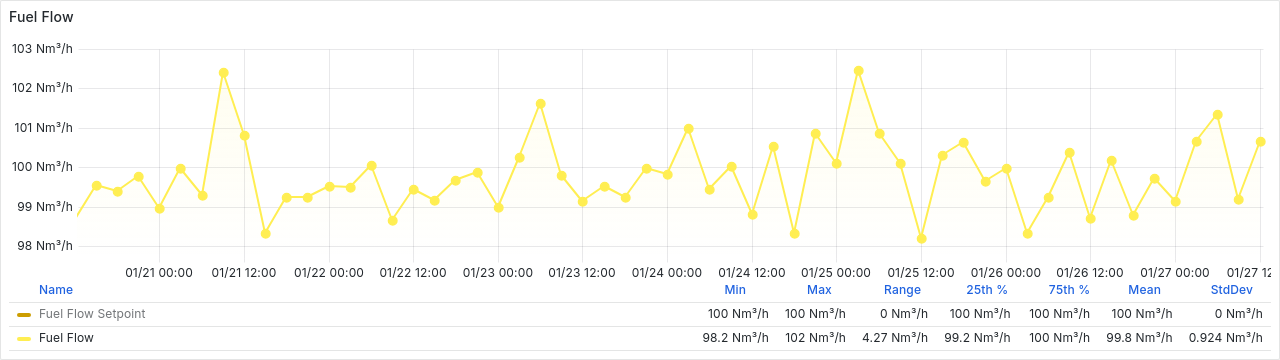 Fuel Flow
103 Nm³/h
102 Nm³/h
101 Nm³/h
100 Nm³/h
99 Nm³/h
98 Nm³/h
01/21 00:00 01/21 12:00 01/22 00:00 01/22 12:00 01/23 00:00 01/23 12:00 01/24 00:00 01/24 12:00 01/25 00:00 01/25 12:00 01/26 00:00 01/26 12:00 01/27 00:00 01/27 12
Name Min Max Range 25th % 75th % Mean StdDev
Fuel Flow Setpoint 100 Nm³/h 100 Nm³/h 0 Nm³/h 100 Nm³/h 100 Nm³/h 100 Nm³/h 0 Nm³/h
Fuel Flow 98.2 Nm³/h 102 Nm³/h 4.27 Nm³/h 99.2 Nm³/h 100 Nm³/h 99.8 Nm³/h 0.924 Nm³/h